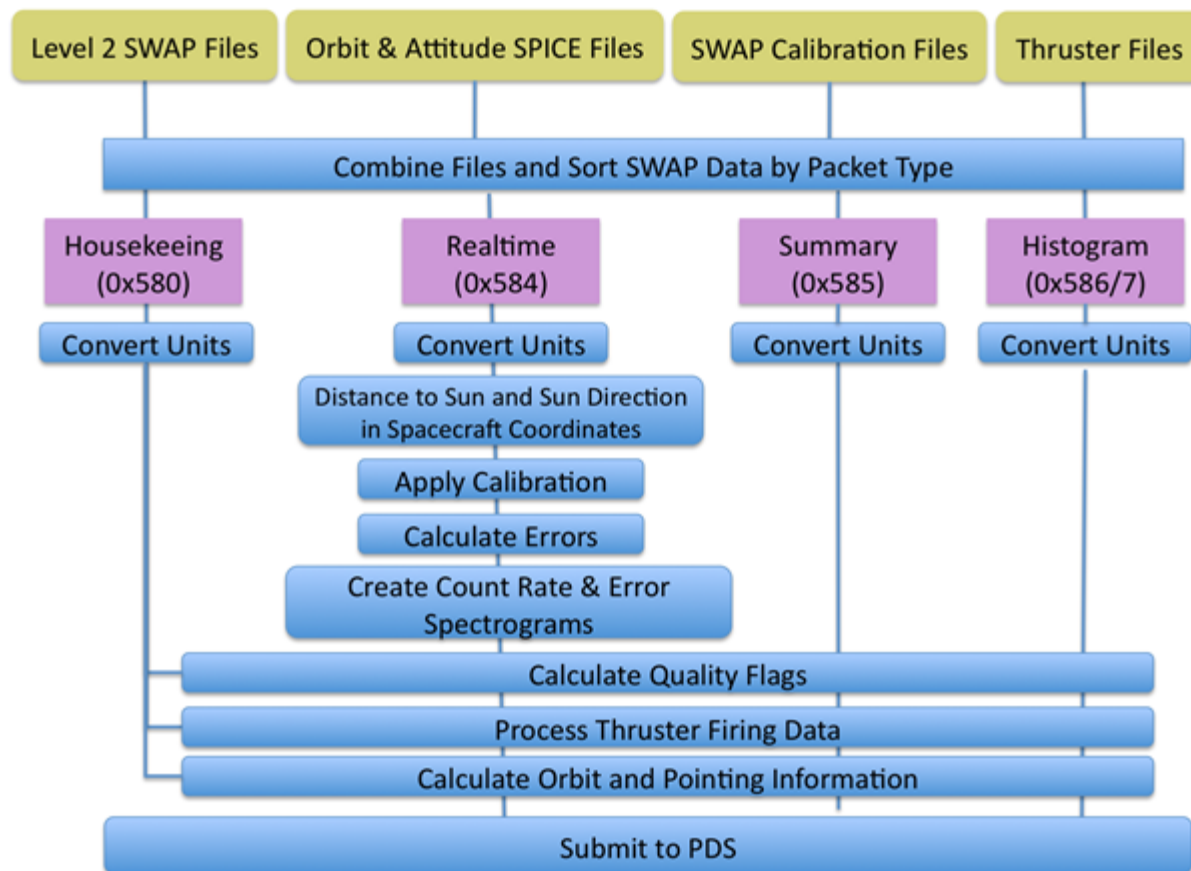 Level 2 SWAP Files
Orbit & Attitude SPICE Files
SWAP Calibration Files
Thruster Files
Combine Files and Sort SWAP Data by Packet Type
Housekeeing
(0x580)
Realtime
(0x584)
Summary
(0x585)
Histogram
(0x586/7)
Convert Units
Convert Units
Convert Units
Convert Units
Distance to Sun and Sun Direction
in Spacecraft Coordinates
Apply Calibration
Calculate Errors
Create Count Rate & Error
Spectrograms
Calculate Quality Flags
Process Thruster Firing Data
Calculate Orbit and Pointing Information
Submit to PDS